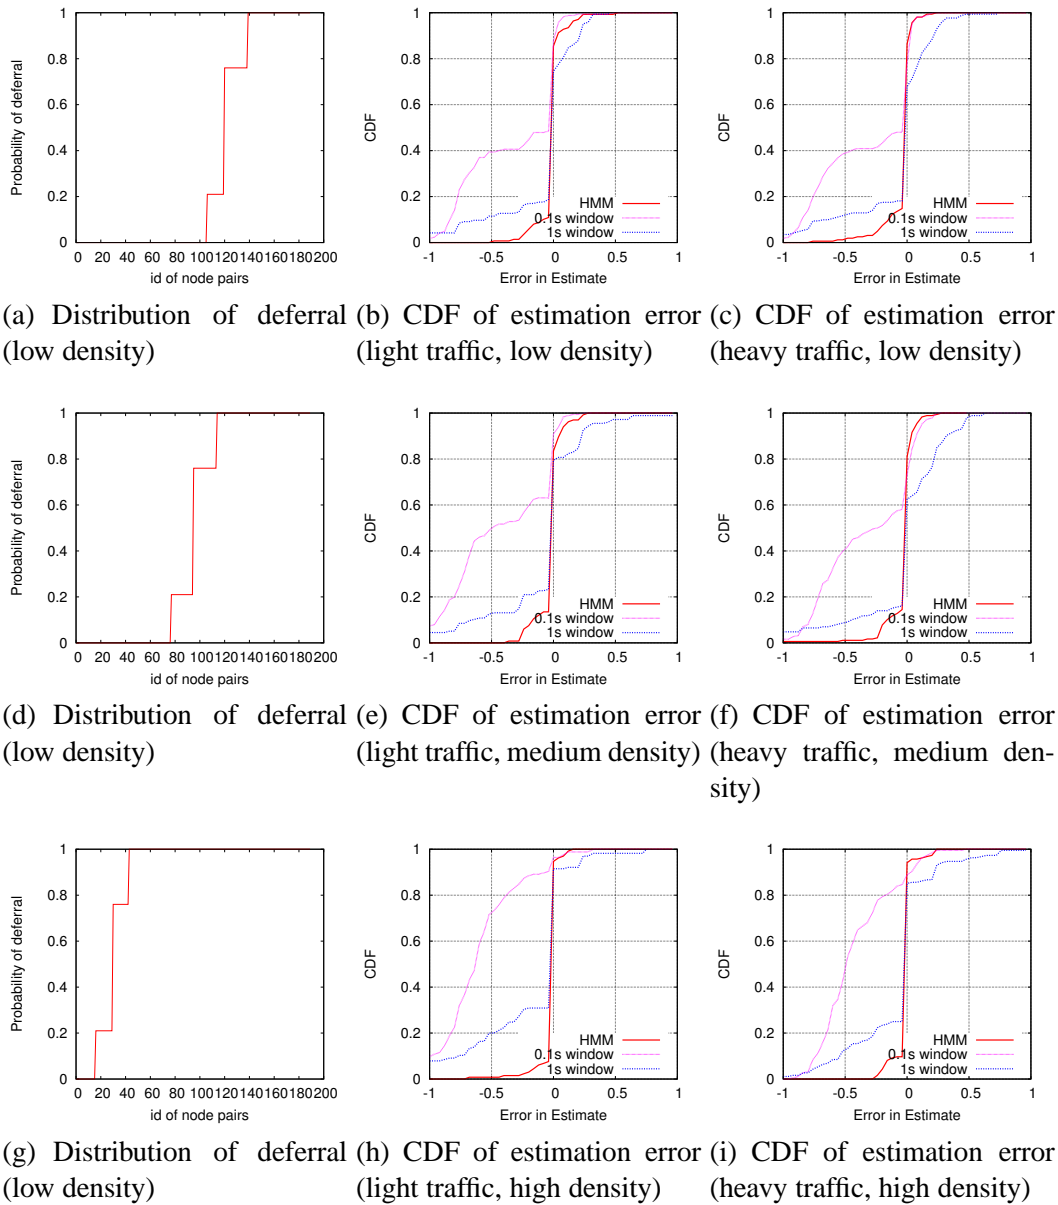 Probability of deferral
1
0.8
0.6
0.4
0.2
0
0 20 40 60 80 100 120 140 160 180 200
id of node pairs
CDF
1
0.8
0.6
0.4
0.2
0
HMM
0.1s window
1s window
-1 -0.5 0 0.5 1
Error in Estimate
CDF
1
0.8
0.6
0.4
0.2
0
HMM
0.1s window
1s window
-1 -0.5 0 0.5 1
Error in Estimate
(a) Distribution of deferral
(low density)
(b) CDF of estimation error
(light traffic, low density)
(c) CDF of estimation error
(heavy traffic, low density)
Probability of deferral
1
0.8
0.6
0.4
0.2
0
0 20 40 60 80 100 120 140 160 180 200
id of node pairs
CDF
1
0.8
0.6
0.4
0.2
0
HMM
0.1s window
1s window
-1 -0.5 0 0.5 1
Error in Estimate
CDF
1
0.8
0.6
0.4
0.2
0
HMM
0.1s window
1s window
-1 -0.5 0 0.5 1
Error in Estimate
(d) Distribution of deferral
(low density)
(e) CDF of estimation error
(light traffic, medium density)
(f) CDF of estimation error
(heavy traffic, medium den-
sity)
Probability of deferral
1
0.8
0.6
0.4
0.2
0
0 20 40 60 80 100 120 140 160 180 200
id of node pairs
CDF
1
0.8
0.6
0.4
0.2
0
HMM
0.1s window
1s window
-1 -0.5 0 0.5 1
Error in Estimate
CDF
1
0.8
0.6
0.4
0.2
0
HMM
0.1s window
1s window
-1 -0.5 0 0.5 1
Error in Estimate
(g) Distribution of deferral
(low density)
(h) CDF of estimation error
(light traffic, high density)
(i) CDF of estimation error
(heavy traffic, high density)